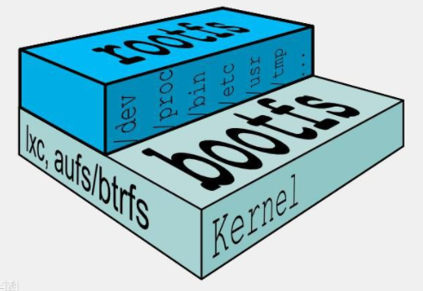 rootfs
/dev
/proc
/bin
/etc
/usr
/tmp
...
bootfs
lxc, aufs/btrfs
Kernel